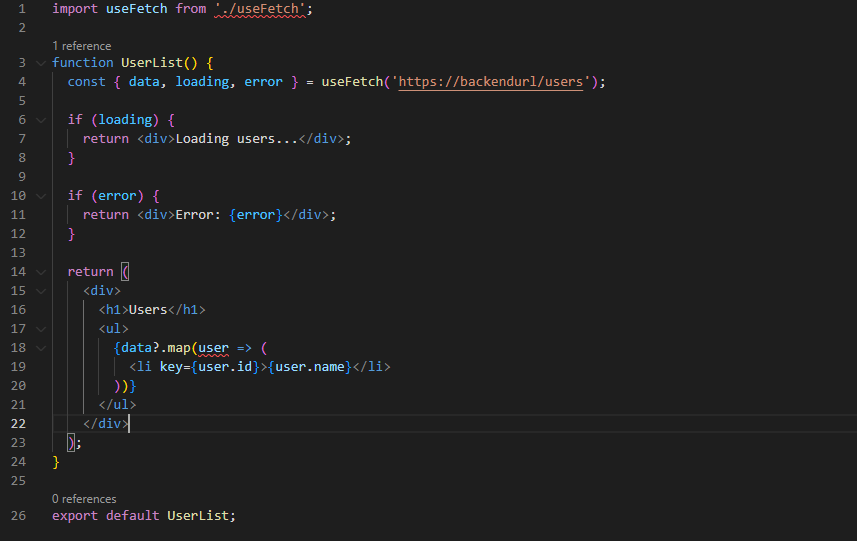 1 import useFetch from './useFetch';
2
1 reference
3 function UserList() {
4 const { data, loading, error } = useFetch('https://backendurl/users');
5
6 if (loading) {
7 return <div>Loading users...</div>;
8 }
9
10 if (error) {
11 return <div>Error: {error}</div>;
12 }
13
14 return (
15 <div>
16 <h1>Users</h1>
17 <ul>
18 {data?.map(user => (
19 <li key={user.id}>{user.name}</li>
20 ))}
21 </ul>
22 </div>
23 );
24 }
25
0 references
26 export default UserList;